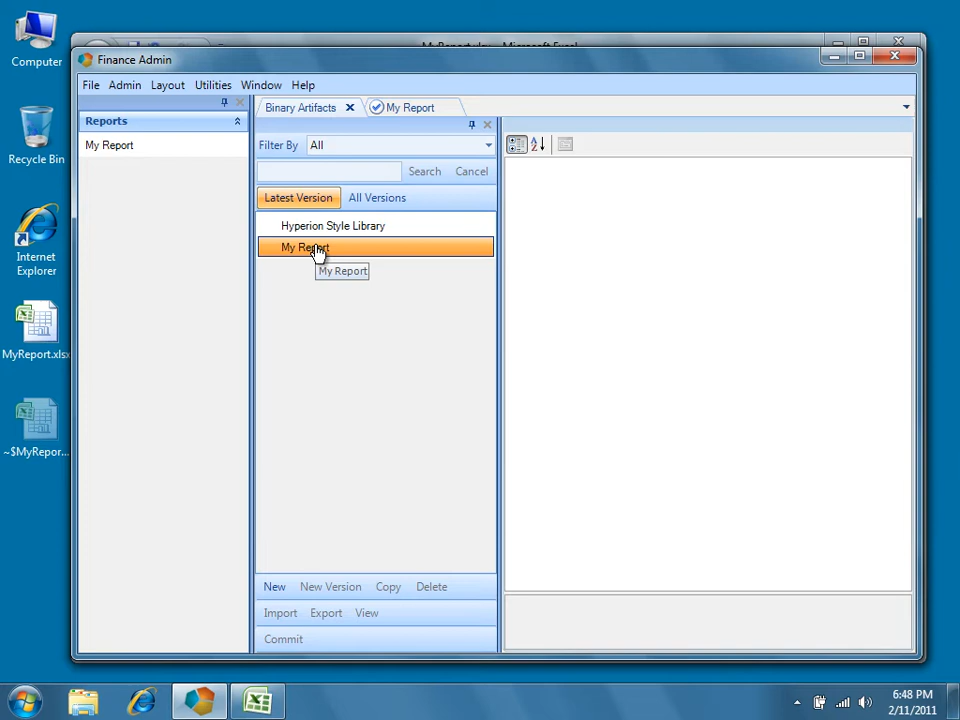 Computer
Recycle Bin
Internet
Explorer
MyReport.xlsx
~$MyRepor...
Finance Admin
File Admin Layout Utilities Window Help
Reports
My Report
Binary Artifacts My Report
Filter By All
Search Cancel
Latest Version All Versions
Hyperion Style Library
My Report
My Report
New New Version Copy Delete
Import Export View
Commit
6:48 PM
2/11/2011